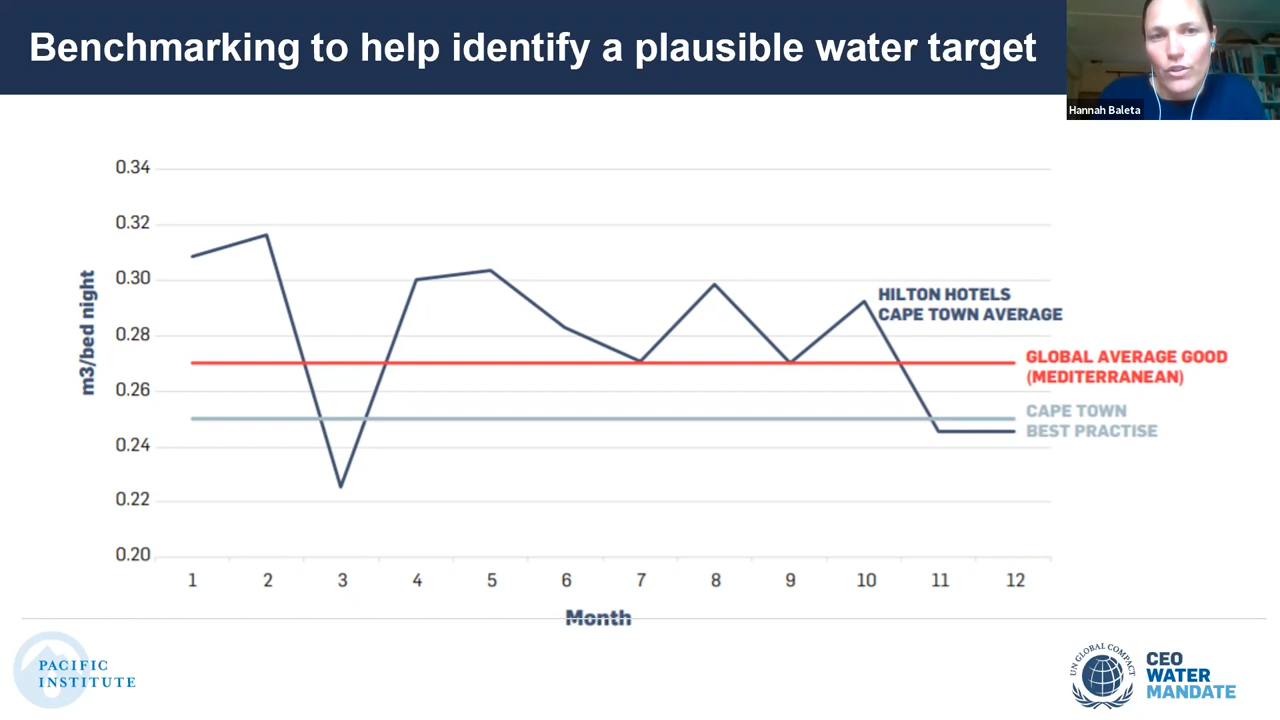 Benchmarking to help identify a plausible water target
Hannah Baleta
0.34
0.32
0.30
0.28
0.26
0.24
0.22
0.20
m3/bed night
HILTON HOTELS
CAPE TOWN AVERAGE
GLOBAL AVERAGE GOOD
(MEDITERRANEAN)
CAPE TOWN
BEST PRACTISE
1 2 3 4 5 6 7 8 9 10 11 12
Month
PACIFIC
INSTITUTE
UN GLOBAL COMPACT
CEO
WATER
MANDATE